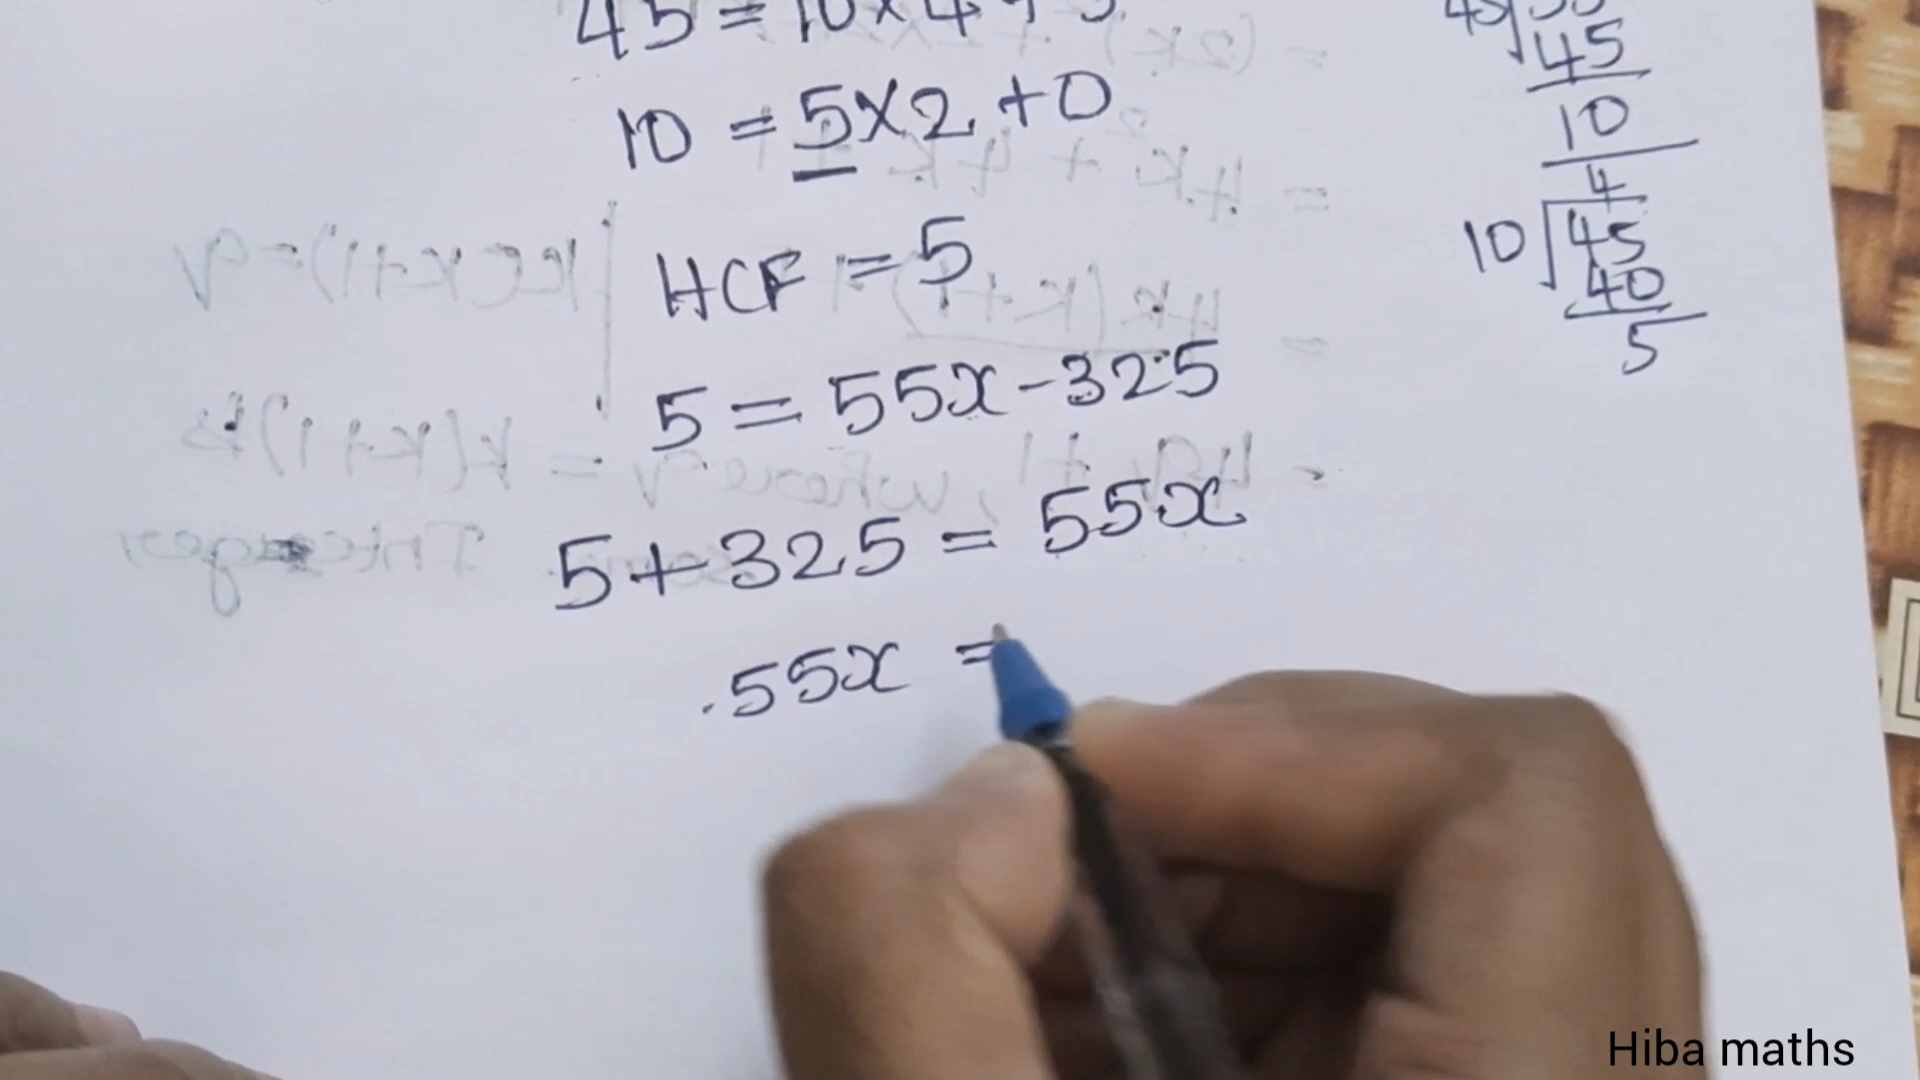 45 = 10 × 4 + 5
10 = 5 × 2 + 0
HCF = 5
5 = 55x - 325
5 + 325 = 55x
55x =
45
10
4
10 45
40
5
Hiba maths